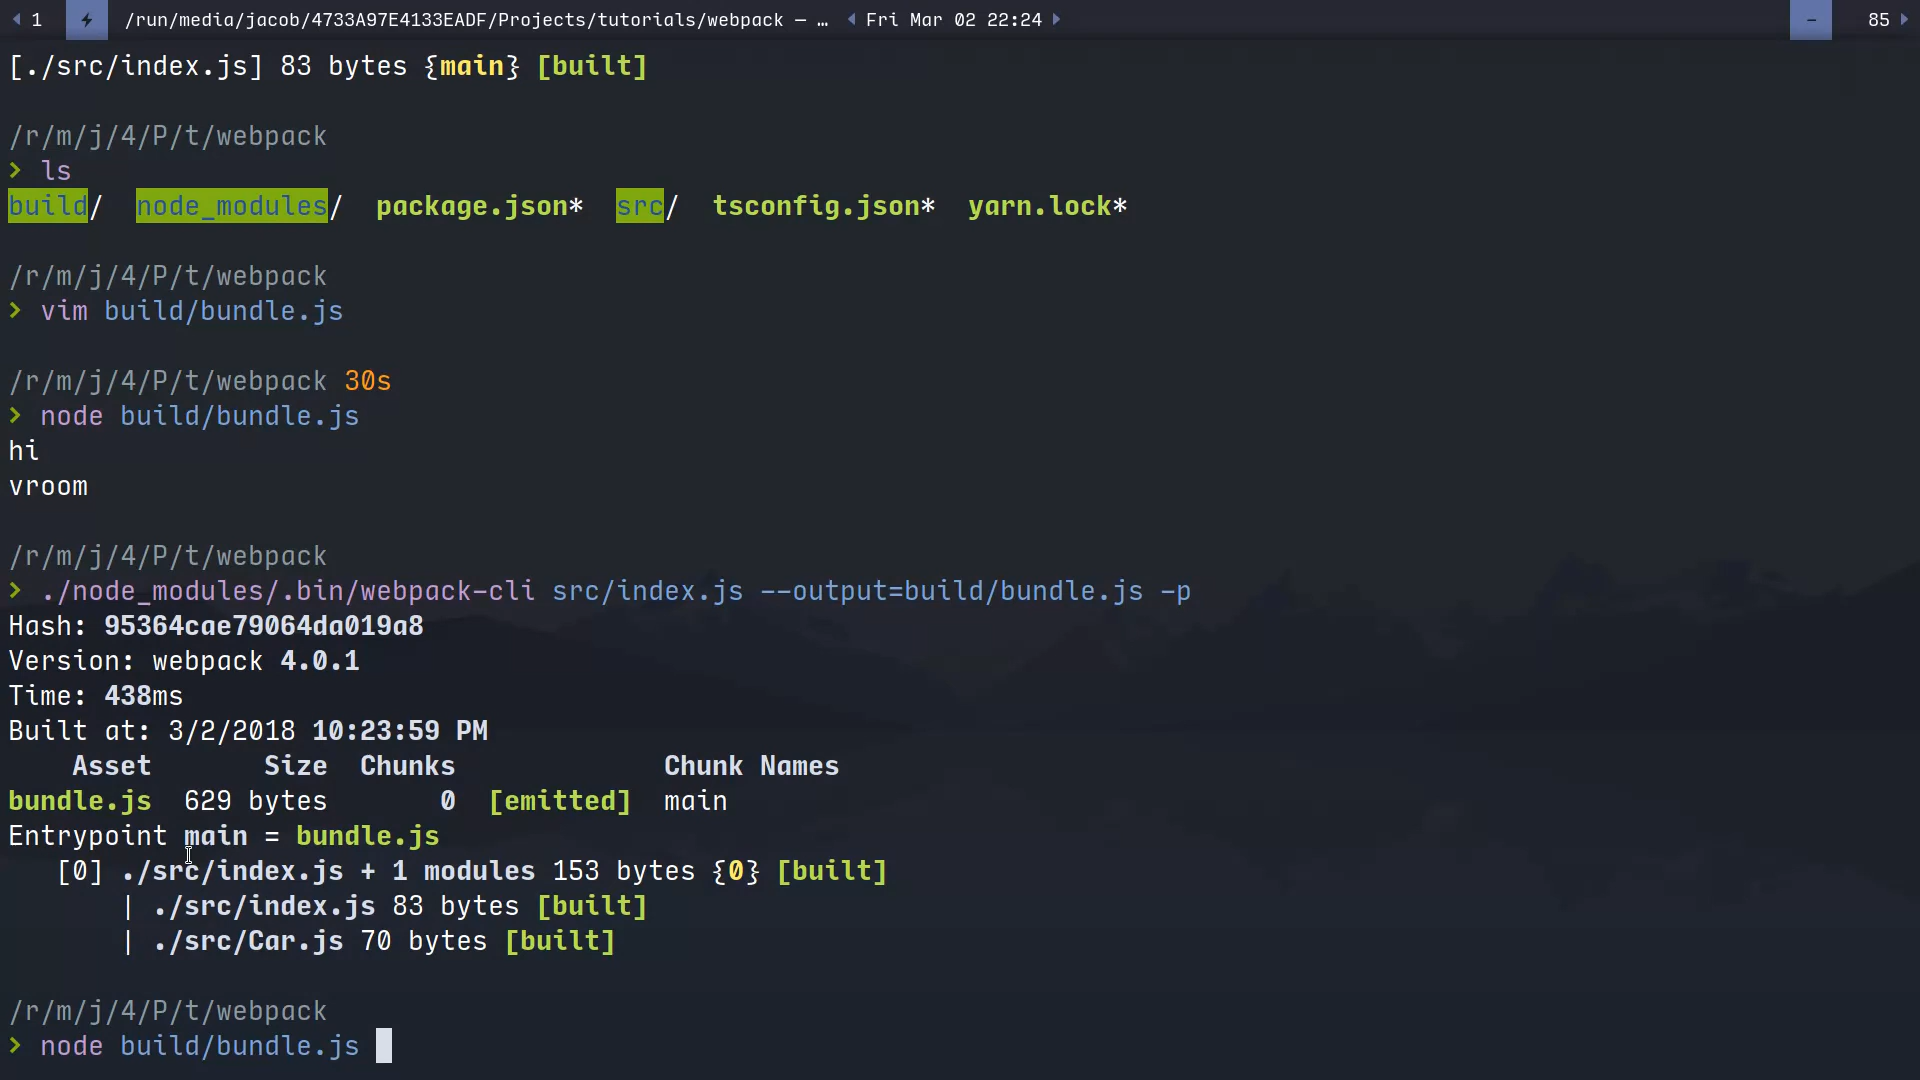 1 /run/media/jacob/4733A97E4133EADF/Projects/tutorials/webpack — … Fri Mar 02 22:24 – 85
[./src/index.js] 83 bytes {main} [built]
/r/m/j/4/P/t/webpack
> ls
build/ node_modules/ package.json* src/ tsconfig.json* yarn.lock*
/r/m/j/4/P/t/webpack
> vim build/bundle.js
/r/m/j/4/P/t/webpack 30s
> node build/bundle.js
hi
vroom
/r/m/j/4/P/t/webpack
> ./node_modules/.bin/webpack-cli src/index.js --output=build/bundle.js -p
Hash: 95364cae79064da019a8
Version: webpack 4.0.1
Time: 438ms
Built at: 3/2/2018 10:23:59 PM
Asset Size Chunks Chunk Names
bundle.js 629 bytes 0 [emitted] main
Entrypoint main = bundle.js
[0] ./src/index.js + 1 modules 153 bytes {0} [built]
| ./src/index.js 83 bytes [built]
| ./src/Car.js 70 bytes [built]
/r/m/j/4/P/t/webpack
> node build/bundle.js